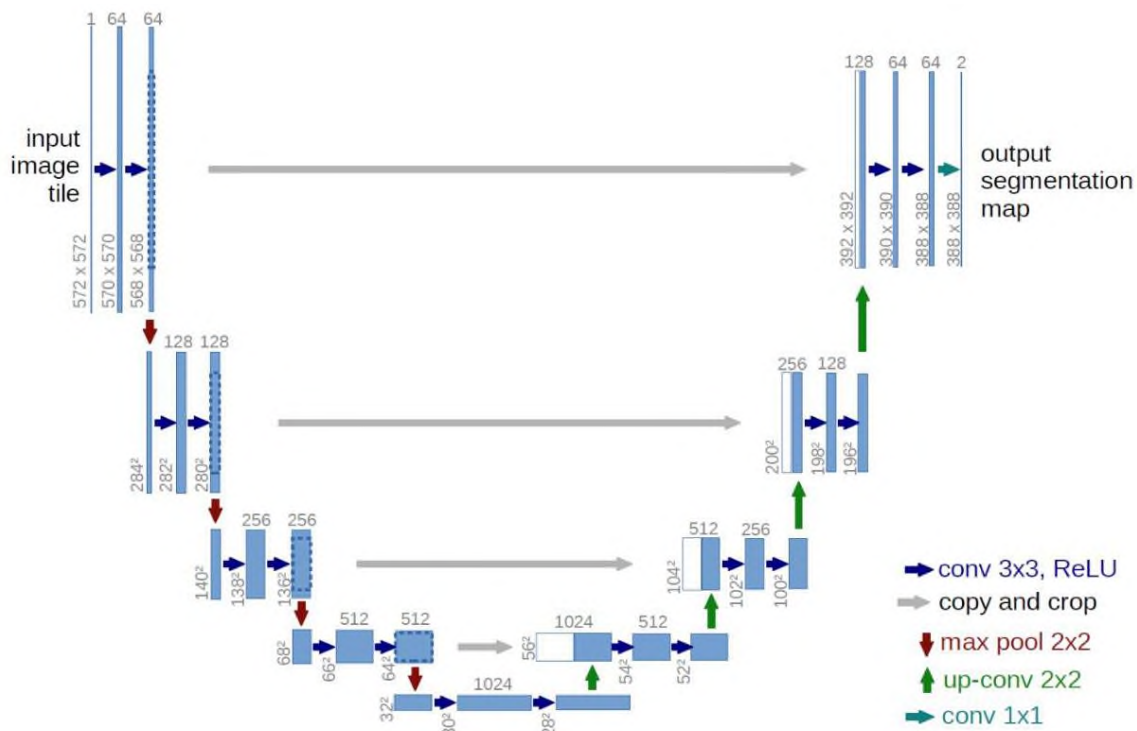 1 64 64
input
image
tile
572 x 572
570 x 570
568 x 568
128 64 64 2
output
segmentation
map
392 x 392
390 x 390
388 x 388
388 x 388
128 128
284²
282²
280²
256 128
200²
198²
196²
256 256
140²
138²
136²
512 256
104²
102²
100²
512 512
68²
66²
64²
1024 512
56²
54²
52²
1024
32²
30²
28²
conv 3x3, ReLU
copy and crop
max pool 2x2
up-conv 2x2
conv 1x1